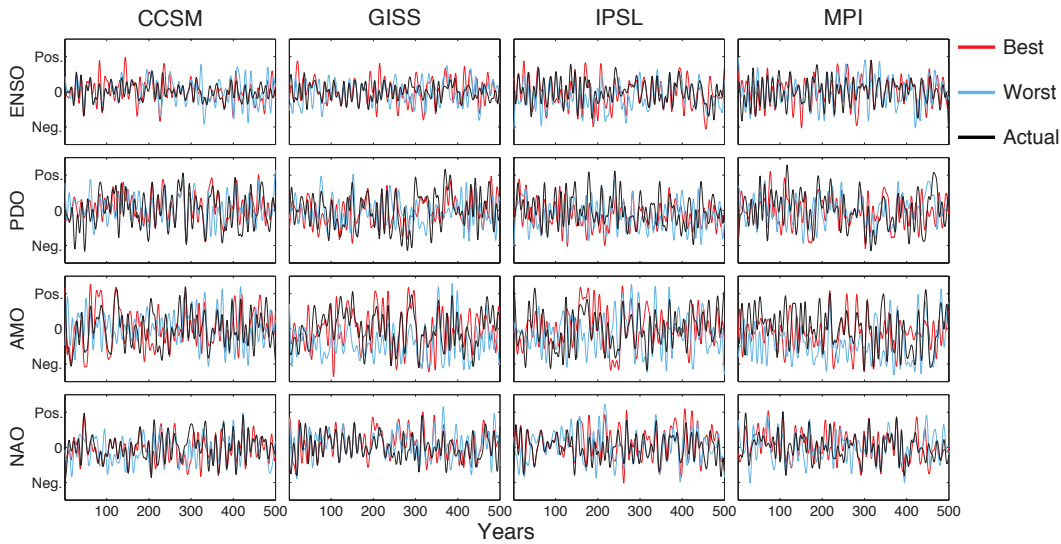 CCSM GISS IPSL MPI
ENSO Pos. 0 Neg.
Best
Worst
Actual
PDO Pos. 0 Neg.
AMO Pos. 0 Neg.
NAO Pos. 0 Neg.
100 200 300 400 500 100 200 300 400 500 100 200 300 400 500 100 200 300 400 500
Years